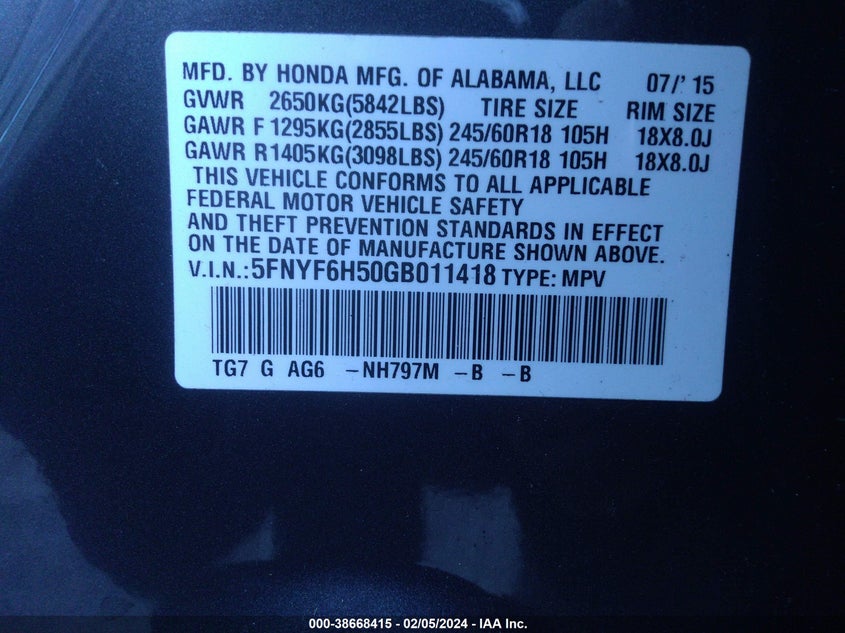 MFD. BY HONDA MFG. OF ALABAMA, LLC 07/' 15
GVWR 2650KG(5842LBS) TIRE SIZE RIM SIZE
GAWR F 1295KG(2855LBS) 245/60R18 105H 18X8.0J
GAWR R1405KG(3098LBS) 245/60R18 105H 18X8.0J
THIS VEHICLE CONFORMS TO ALL APPLICABLE
FEDERAL MOTOR VEHICLE SAFETY
AND THEFT PREVENTION STANDARDS IN EFFECT
ON THE DATE OF MANUFACTURE SHOWN ABOVE.
V.I.N.:5FNYF6H50GB011418 TYPE: MPV
TG7 G AG6 -NH797M -B -B
000-38668415 - 02/05/2024 - IAA Inc.